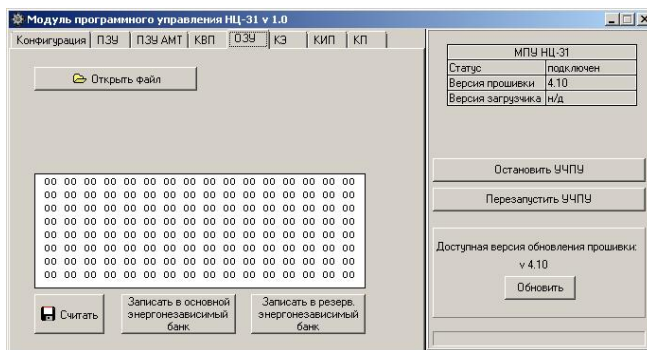 Модуль программного управления НЦ-31 v 1.0
Конфигурация ПЗУ ПЗУ АМТ КВП ОЗУ КЭ КИП КП
Открыть файл
00 00 00 00 00 00 00 00 00 00 00 00 00 00 00 00
00 00 00 00 00 00 00 00 00 00 00 00 00 00 00 00
00 00 00 00 00 00 00 00 00 00 00 00 00 00 00 00
00 00 00 00 00 00 00 00 00 00 00 00 00 00 00 00
00 00 00 00 00 00 00 00 00 00 00 00 00 00 00 00
00 00 00 00 00 00 00 00 00 00 00 00 00 00 00 00
00 00 00 00 00 00 00 00 00 00 00 00 00 00 00 00
00 00 00 00 00 00 00 00 00 00 00 00 00 00 00 00
Считать
Записать в основной
энергонезависимый
банк
Записать в резерв.
энергонезависимый
банк
МПУ НЦ-31
Статус подключен
Версия прошивки 4.10
Версия загрузчика н/д
Остановить УЧПУ
Перезапустить УЧПУ
Доступная версия обновления прошивки:
v 4.10
Обновить